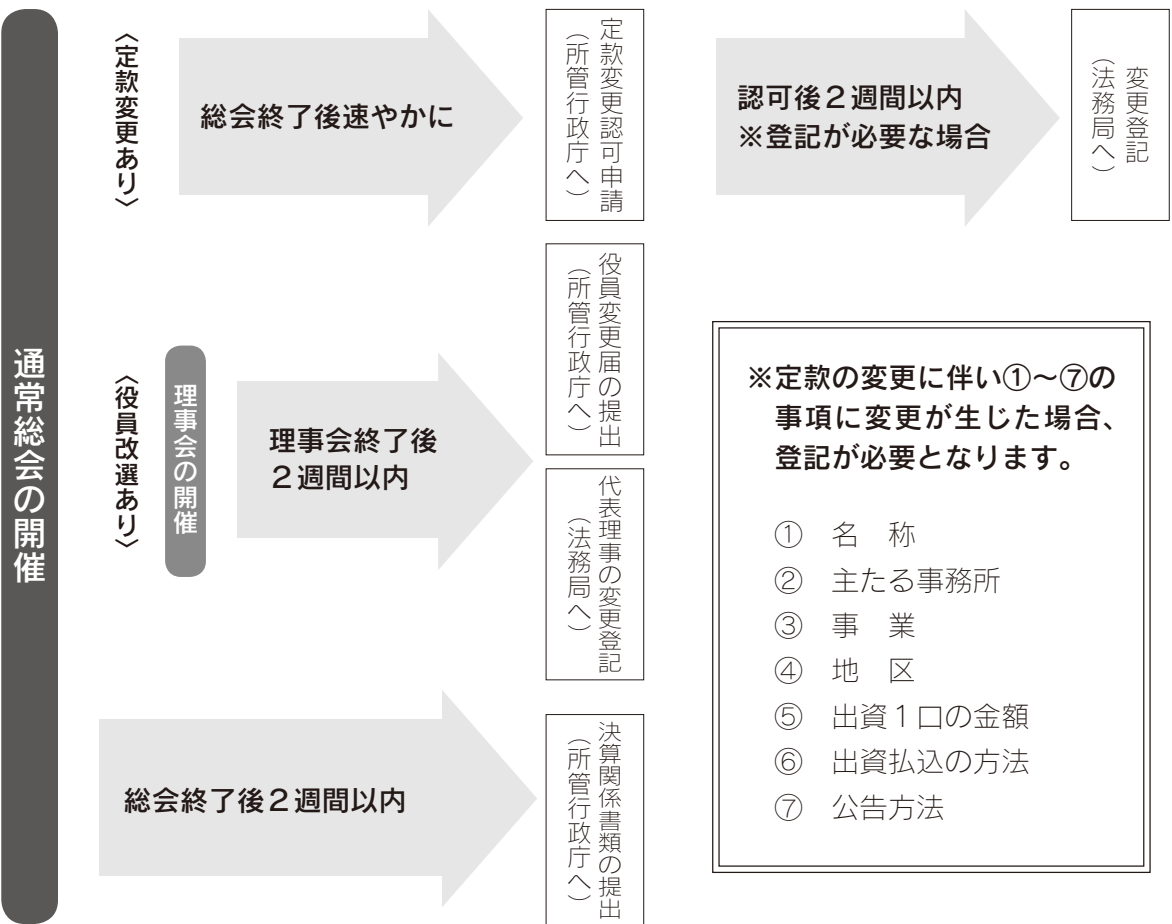 通常総会の開催
〈定款変更あり〉
総会終了後速やかに
定款変更認可申請
（所管行政庁へ）
認可後２週間以内
※登記が必要な場合
変更登記
（法務局へ）
〈役員改選あり〉
理事会の開催
理事会終了後
２週間以内
役員変更届の提出
（所管行政庁へ）
代表理事の変更登記
（法務局へ）
総会終了後２週間以内
決算関係書類の提出
（所管行政庁へ）
※定款の変更に伴い①〜⑦の
事項に変更が生じた場合、
登記が必要となります。
①　名　称
②　主たる事務所
③　事　業
④　地　区
⑤　出資１口の金額
⑥　出資払込の方法
⑦　公告方法